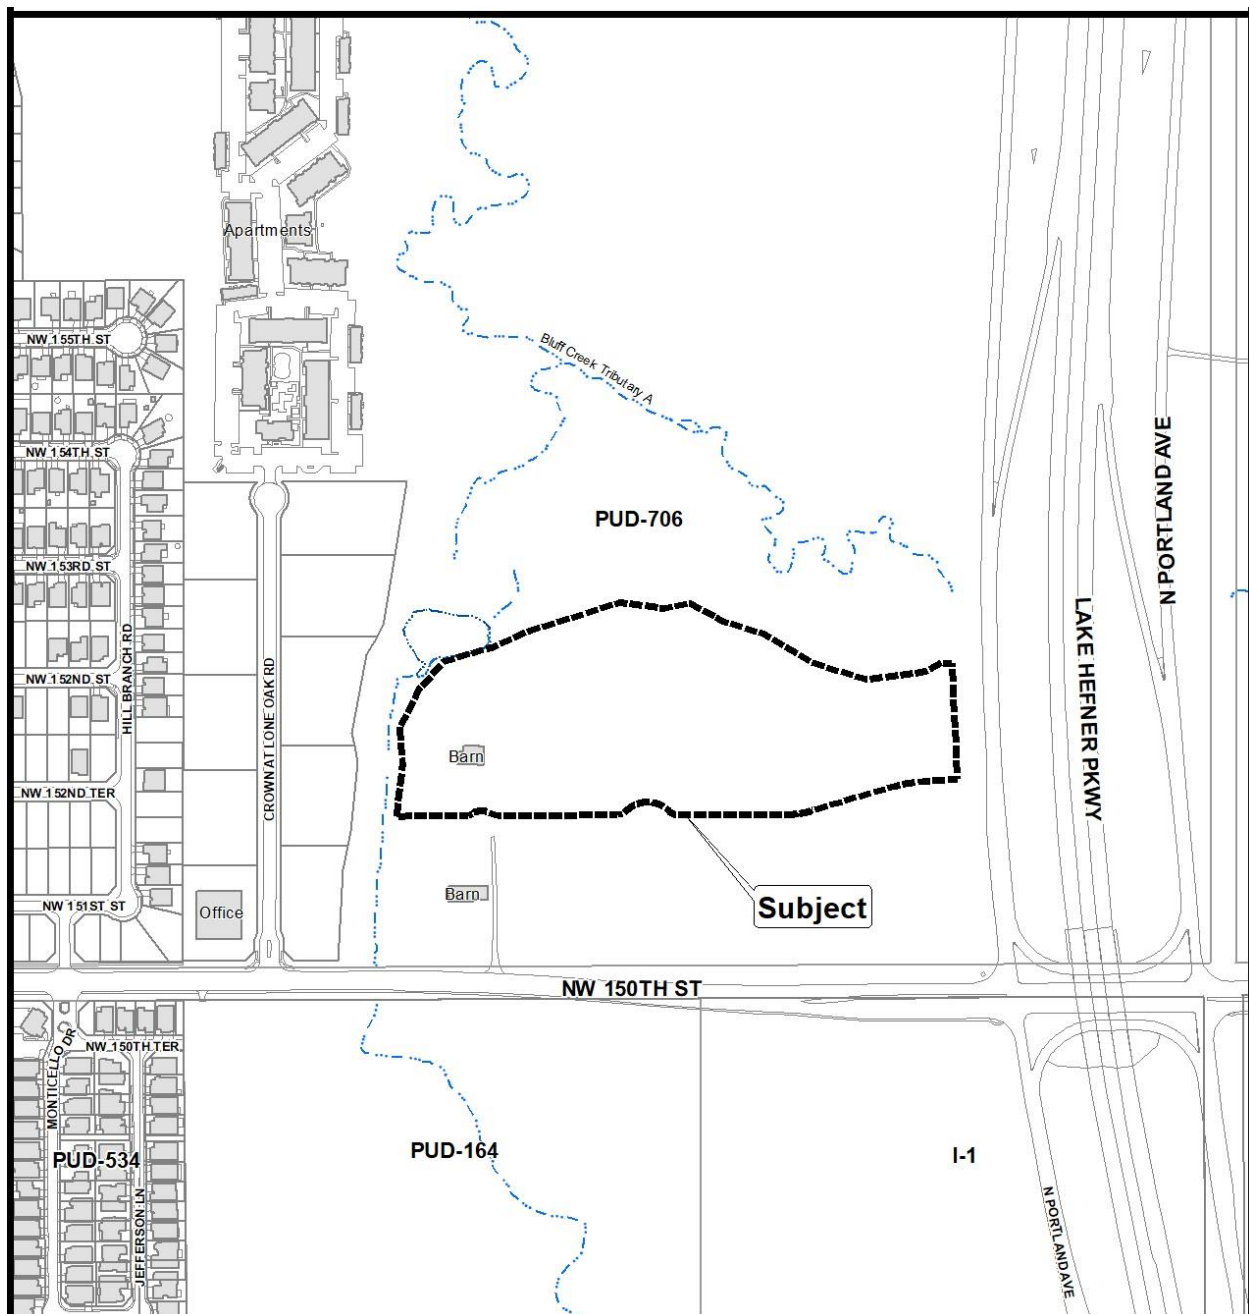 Apartments
NW 155TH ST
Bluff Creek Tributary A
NW 154TH ST
N PORTLAND AVE
PUD-706
NW 153RD ST
HILL BRANCH RD
CROWN AT LONE OAK RD
LAKE HEFNER PKWY
NW 152ND ST
Barn
NW 152ND TER
Barn
NW 151ST ST
Office
Subject
NW 150TH ST
MONTICELLO DR
NW 150TH TER
PUD-534
PUD-164
I-1
JEFFERSON LN
N PORTLAND AVE